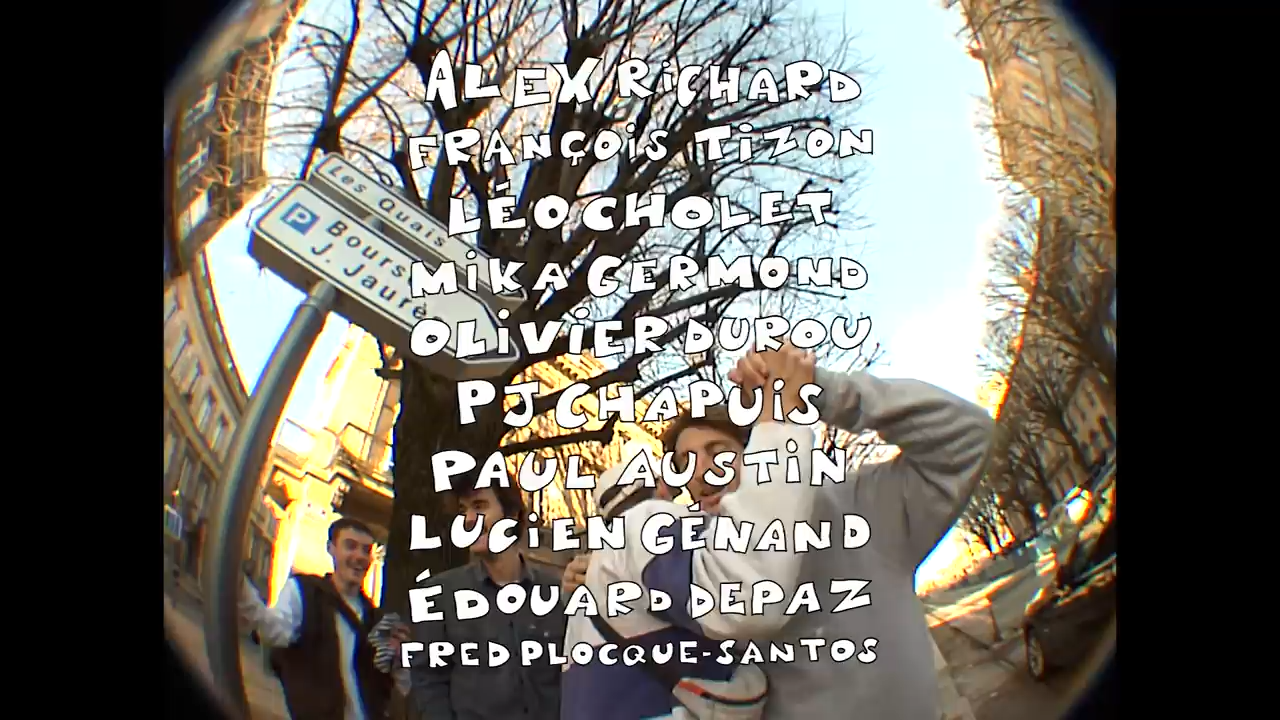 ALEX RiCHARD
FRANÇOiS TiZON
LÉO CHOLET
MiKA GERMOND
OLiViER DUROU
PJ CHAPUiS
PAUL AUSTiN
LUCiEN GÉNAND
ÉDOUARD DEPAZ
FRED PLOCQUE-SANTOS
Les Quais
P Bours
J. Jaurè